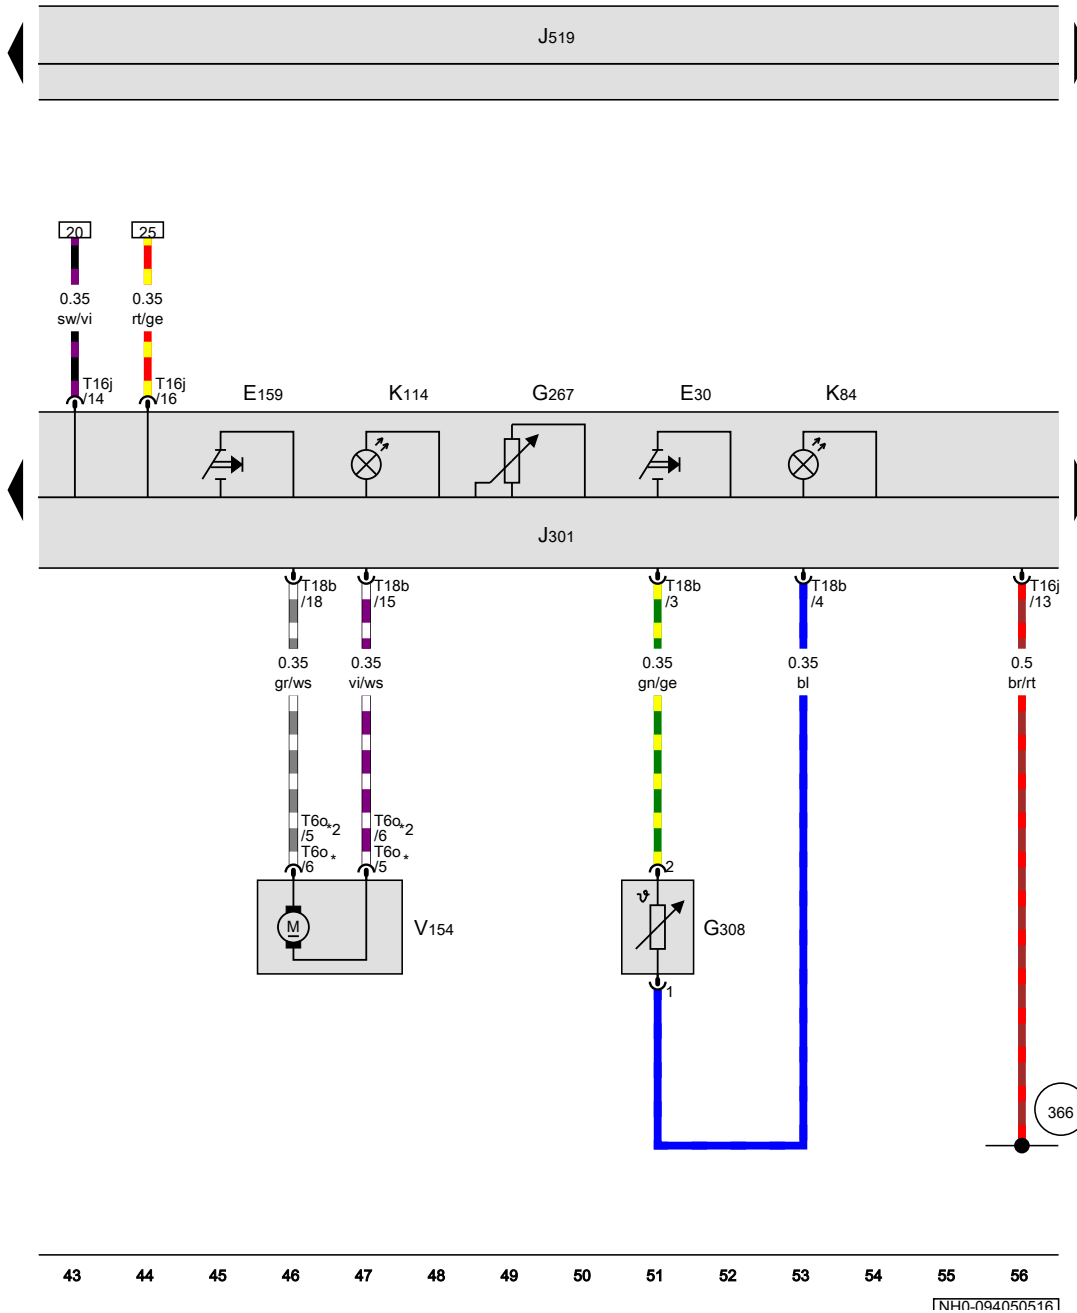 J519
20 25
0.35 0.35
sw/vi rt/ge
T16j T16j
/14 /16
E159 K114 G267 E30 K84
J301
T18b T18b T18b T18b T16j
/18 /15 /3 /4 /13
0.35 0.35 0.35 0.35 0.5
gr/ws vi/ws gn/ge bl br/rt
T6o*2 T6o*2
/5 /6
T6o* T6o*
/6 /5
2
ϑ
M
V154
G308
1
366
43 44 45 46 47 48 49 50 51 52 53 54 55 56
NH0-094050516